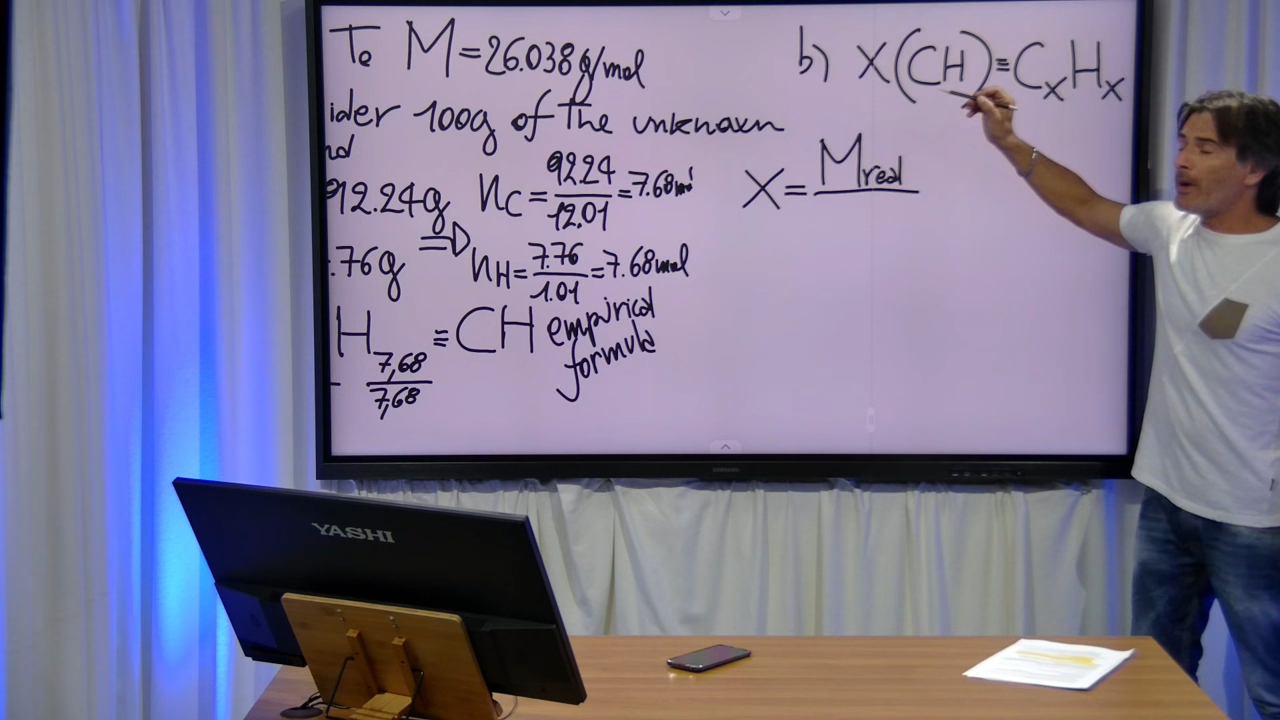 Te M = 26.038 g/mol
ider 100g of the unknown
nd
92.24g nC = 92.24 / 12.01 = 7.68 mol
.76g ⇒ nH = 7.76 / 1.01 = 7.68 mol
H 7,68 / 7,68 ≡ CH empirical formula
b) X(CH) ≡ CxHx
X = Mreal
SAMSUNG
YASHI